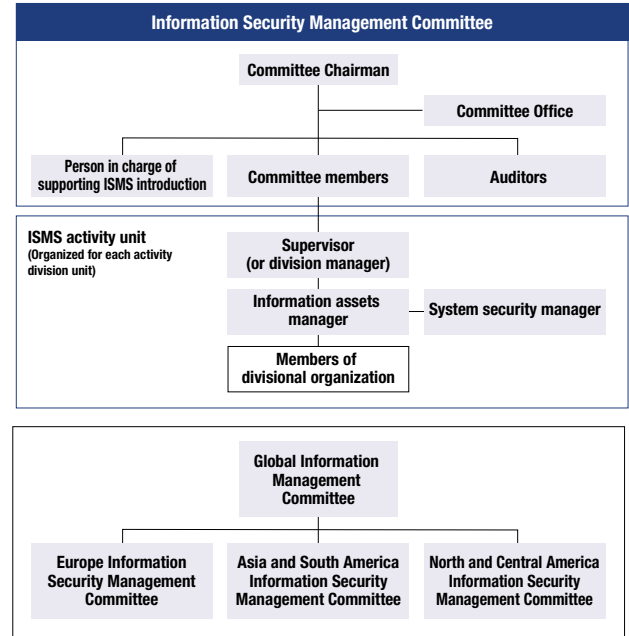 Information Security Management Committee
Committee Chairman
Committee Office
Person in charge of
supporting ISMS introduction
Committee members
Auditors
ISMS activity unit
(Organized for each activity
division unit)
Supervisor
(or division manager)
Information assets
manager
System security manager
Members of
divisional organization
Global Information
Management
Committee
Europe Information
Security Management
Committee
Asia and South America
Information Security
Management Committee
North and Central America
Information Security
Management Committee